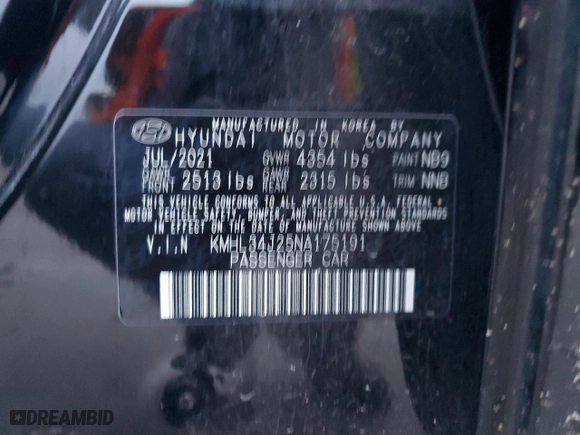 MANUFACTURED IN KOREA BY
HYUNDAI MOTOR COMPANY
JUL/2021 GVWR 4354 lbs PAINT NB9
GAWR FRONT 2513 lbs GAWR REAR 2315 lbs TRIM NNB
THIS VEHICLE CONFORMS TO ALL APPLICABLE U.S. FEDERAL
MOTOR VEHICLE SAFETY, BUMPER, AND THEFT PREVENTION STANDARDS
IN EFFECT ON THE DATE OF MANUFACTURE SHOWN ABOVE.
V.I.N KMHL34J25NA175191
PASSENGER CAR
DREAMBID